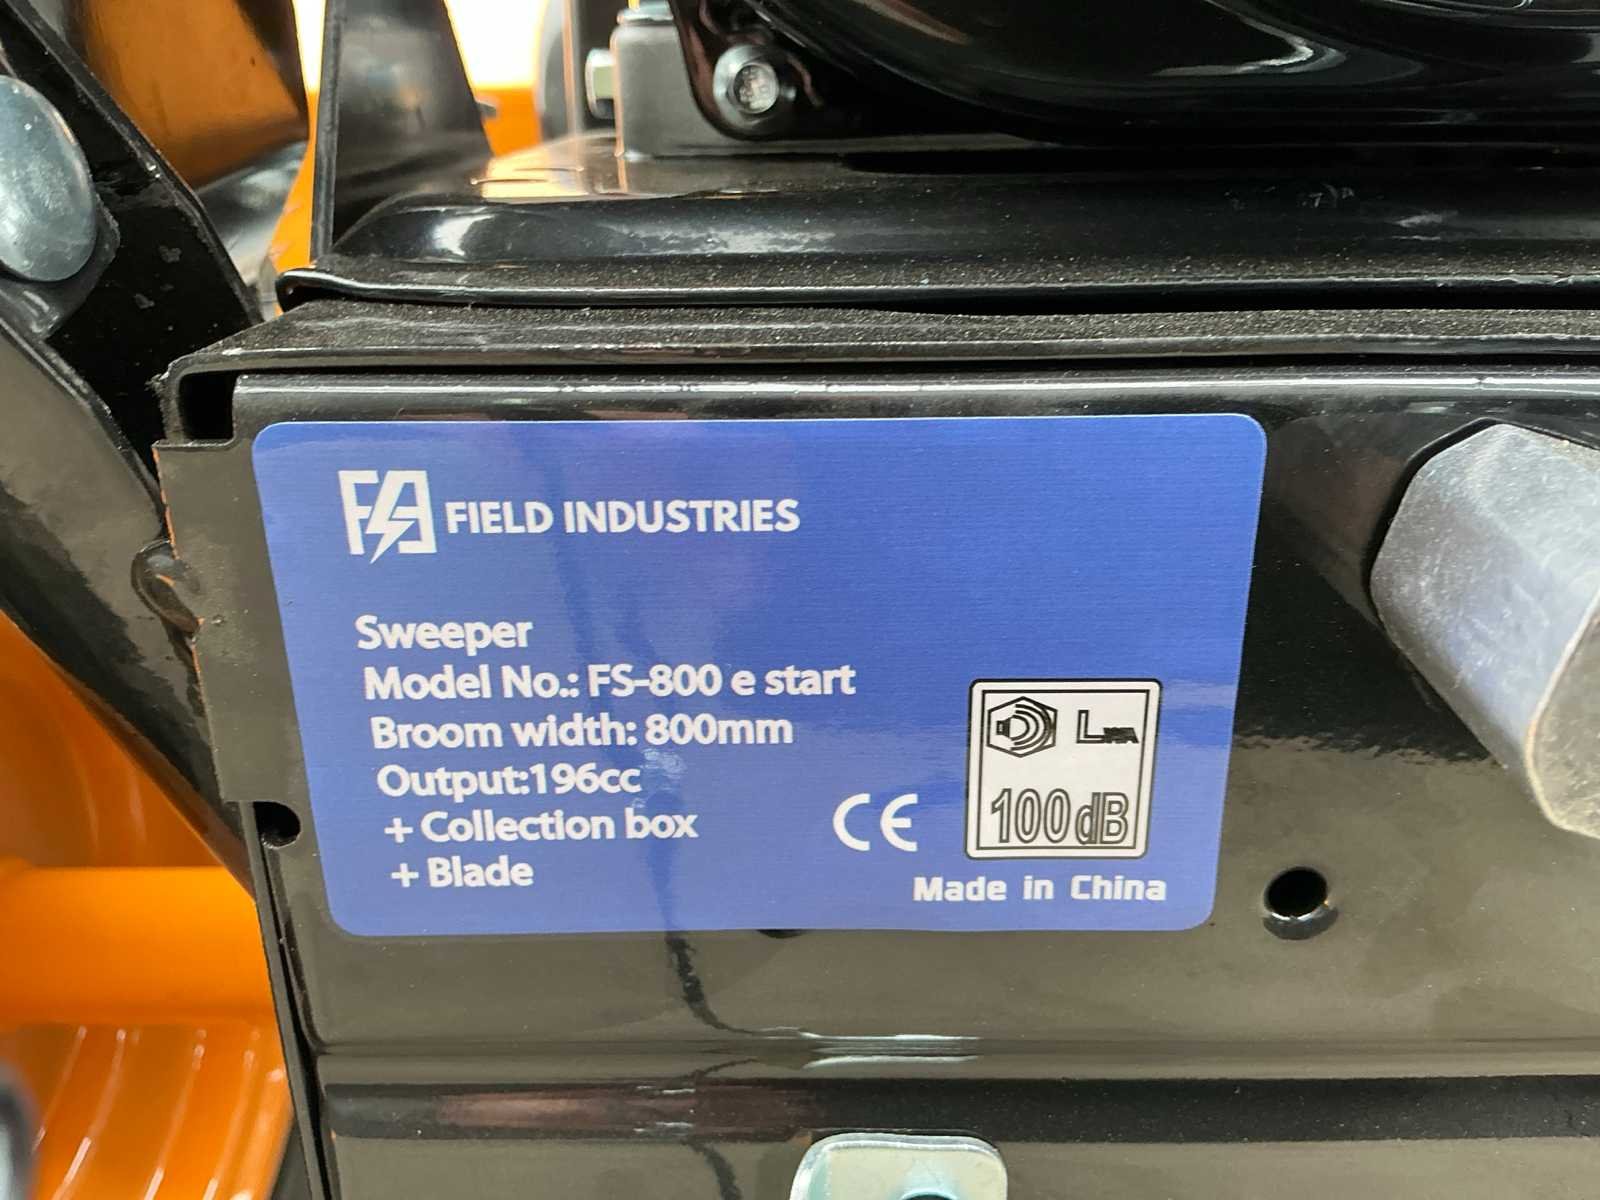 FIELD INDUSTRIES
Sweeper
Model No.: FS-800 e start
Broom width: 800mm
Output:196cc
+ Collection box
+ Blade
CE
LWA
100dB
Made in China